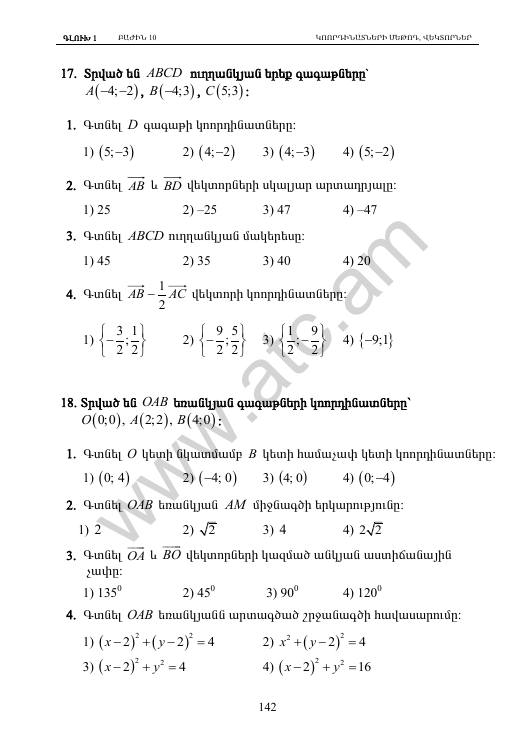 ԳԼՈՒԽ 1 ԲԱԺԻՆ 10 ԿՈՈՐԴԻՆԱՏՆԵՐԻ ՄԵԹՈԴ, ՎԵԿՏՈՐՆԵՐ
17. Տրված են ABCD ուղղանկյան երեք գագաթները՝
A(−4;−2), B(−4;3), C(5;3):
1. Գտնել D գագաթի կոորդինատները:
1) (5;−3) 2) (4;−2) 3) (4;−3) 4) (5;−2)
2. Գտնել AB և BD վեկտորների սկալյար արտադրյալը:
1) 25 2) –25 3) 47 4) –47
3. Գտնել ABCD ուղղանկյան մակերեսը:
1) 45 2) 35 3) 40 4) 20
4. Գտնել AB − 1/2 AC վեկտորի կոորդինատները:
1) {−3/2; 1/2} 2) {−9/2; 5/2} 3) {1/2; −9/2} 4) {−9;1}
18. Տրված են OAB եռանկյան գագաթների կոորդինատները՝
O(0;0), A(2;2), B(4;0):
1. Գտնել O կետի նկատմամբ B կետի համաչափ կետի կոորդինատները:
1) (0; 4) 2) (−4; 0) 3) (4; 0) 4) (0;−4)
2. Գտնել OAB եռանկյան AM միջնագծի երկարությունը:
1) 2 2) √2 3) 4 4) 2√2
3. Գտնել OA և BO վեկտորների կազմած անկյան աստիճանային
չափը:
1) 135⁰ 2) 45⁰ 3) 90⁰ 4) 120⁰
4. Գտնել OAB եռանկյանն արտագծած շրջանագծի հավասարումը:
1) (x−2)²+(y−2)²=4 2) x²+(y−2)²=4
3) (x−2)²+y²=4 4) (x−2)²+y²=16
142
www.atc.am